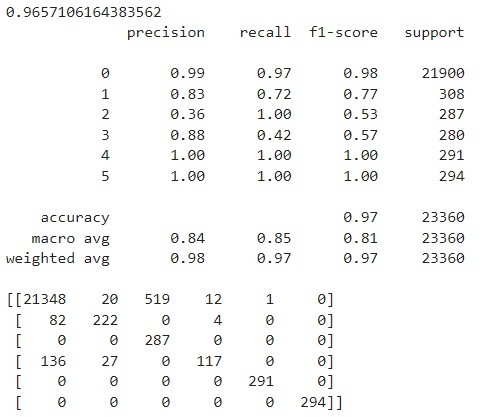 0.9657106164383562
precision recall f1-score support
0 0.99 0.97 0.98 21900
1 0.83 0.72 0.77 308
2 0.36 1.00 0.53 287
3 0.88 0.42 0.57 280
4 1.00 1.00 1.00 291
5 1.00 1.00 1.00 294
accuracy 0.97 23360
macro avg 0.84 0.85 0.81 23360
weighted avg 0.98 0.97 0.97 23360
[[21348 20 519 12 1 0]
[ 82 222 0 4 0 0]
[ 0 0 287 0 0 0]
[ 136 27 0 117 0 0]
[ 0 0 0 0 291 0]
[ 0 0 0 0 0 294]]